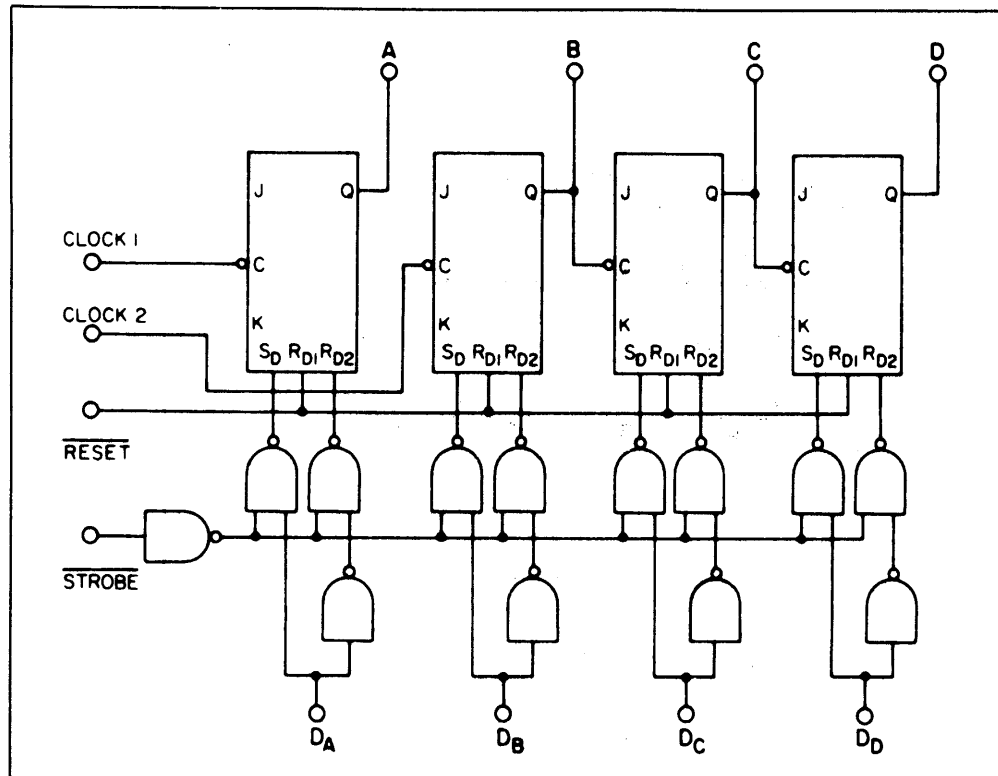 A B C D
J Q J Q J Q J Q
CLOCK 1
C C C C
CLOCK 2
K K K K
SD RD1 RD2 SD RD1 RD2 SD RD1 RD2 SD RD1 RD2
RESET
STROBE
DA DB DC DD